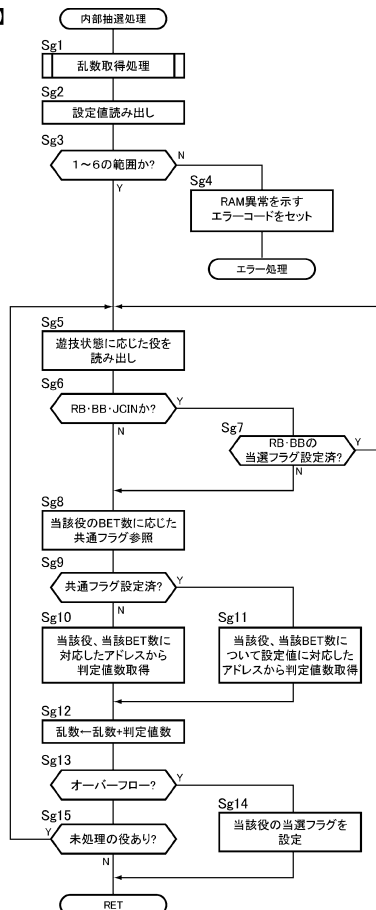 】
内部抽選処理
Sg1
乱数取得処理
Sg2
設定値読み出し
Sg3
1～6の範囲か?
N
Y
Sg4
RAM異常を示す
エラーコードをセット
エラー処理
Sg5
遊技状態に応じた役を
読み出し
Sg6
RB・BB・JCINか?
Y
N
Sg7
RB・BBの
当選フラグ設定済?
Y
N
Sg8
当該役のBET数に応じた
共通フラグ参照
Sg9
共通フラグ設定済?
Y
N
Sg10
当該役、当該BET数に
対応したアドレスから
判定値数取得
Sg11
当該役、当該BET数に
ついて設定値に対応した
アドレスから判定値数取得
Sg12
乱数←乱数+判定値数
Sg13
オーバーフロー?
Y
Sg14
当該役の当選フラグを
設定
Sg15
Y
未処理の役あり?
N
RET